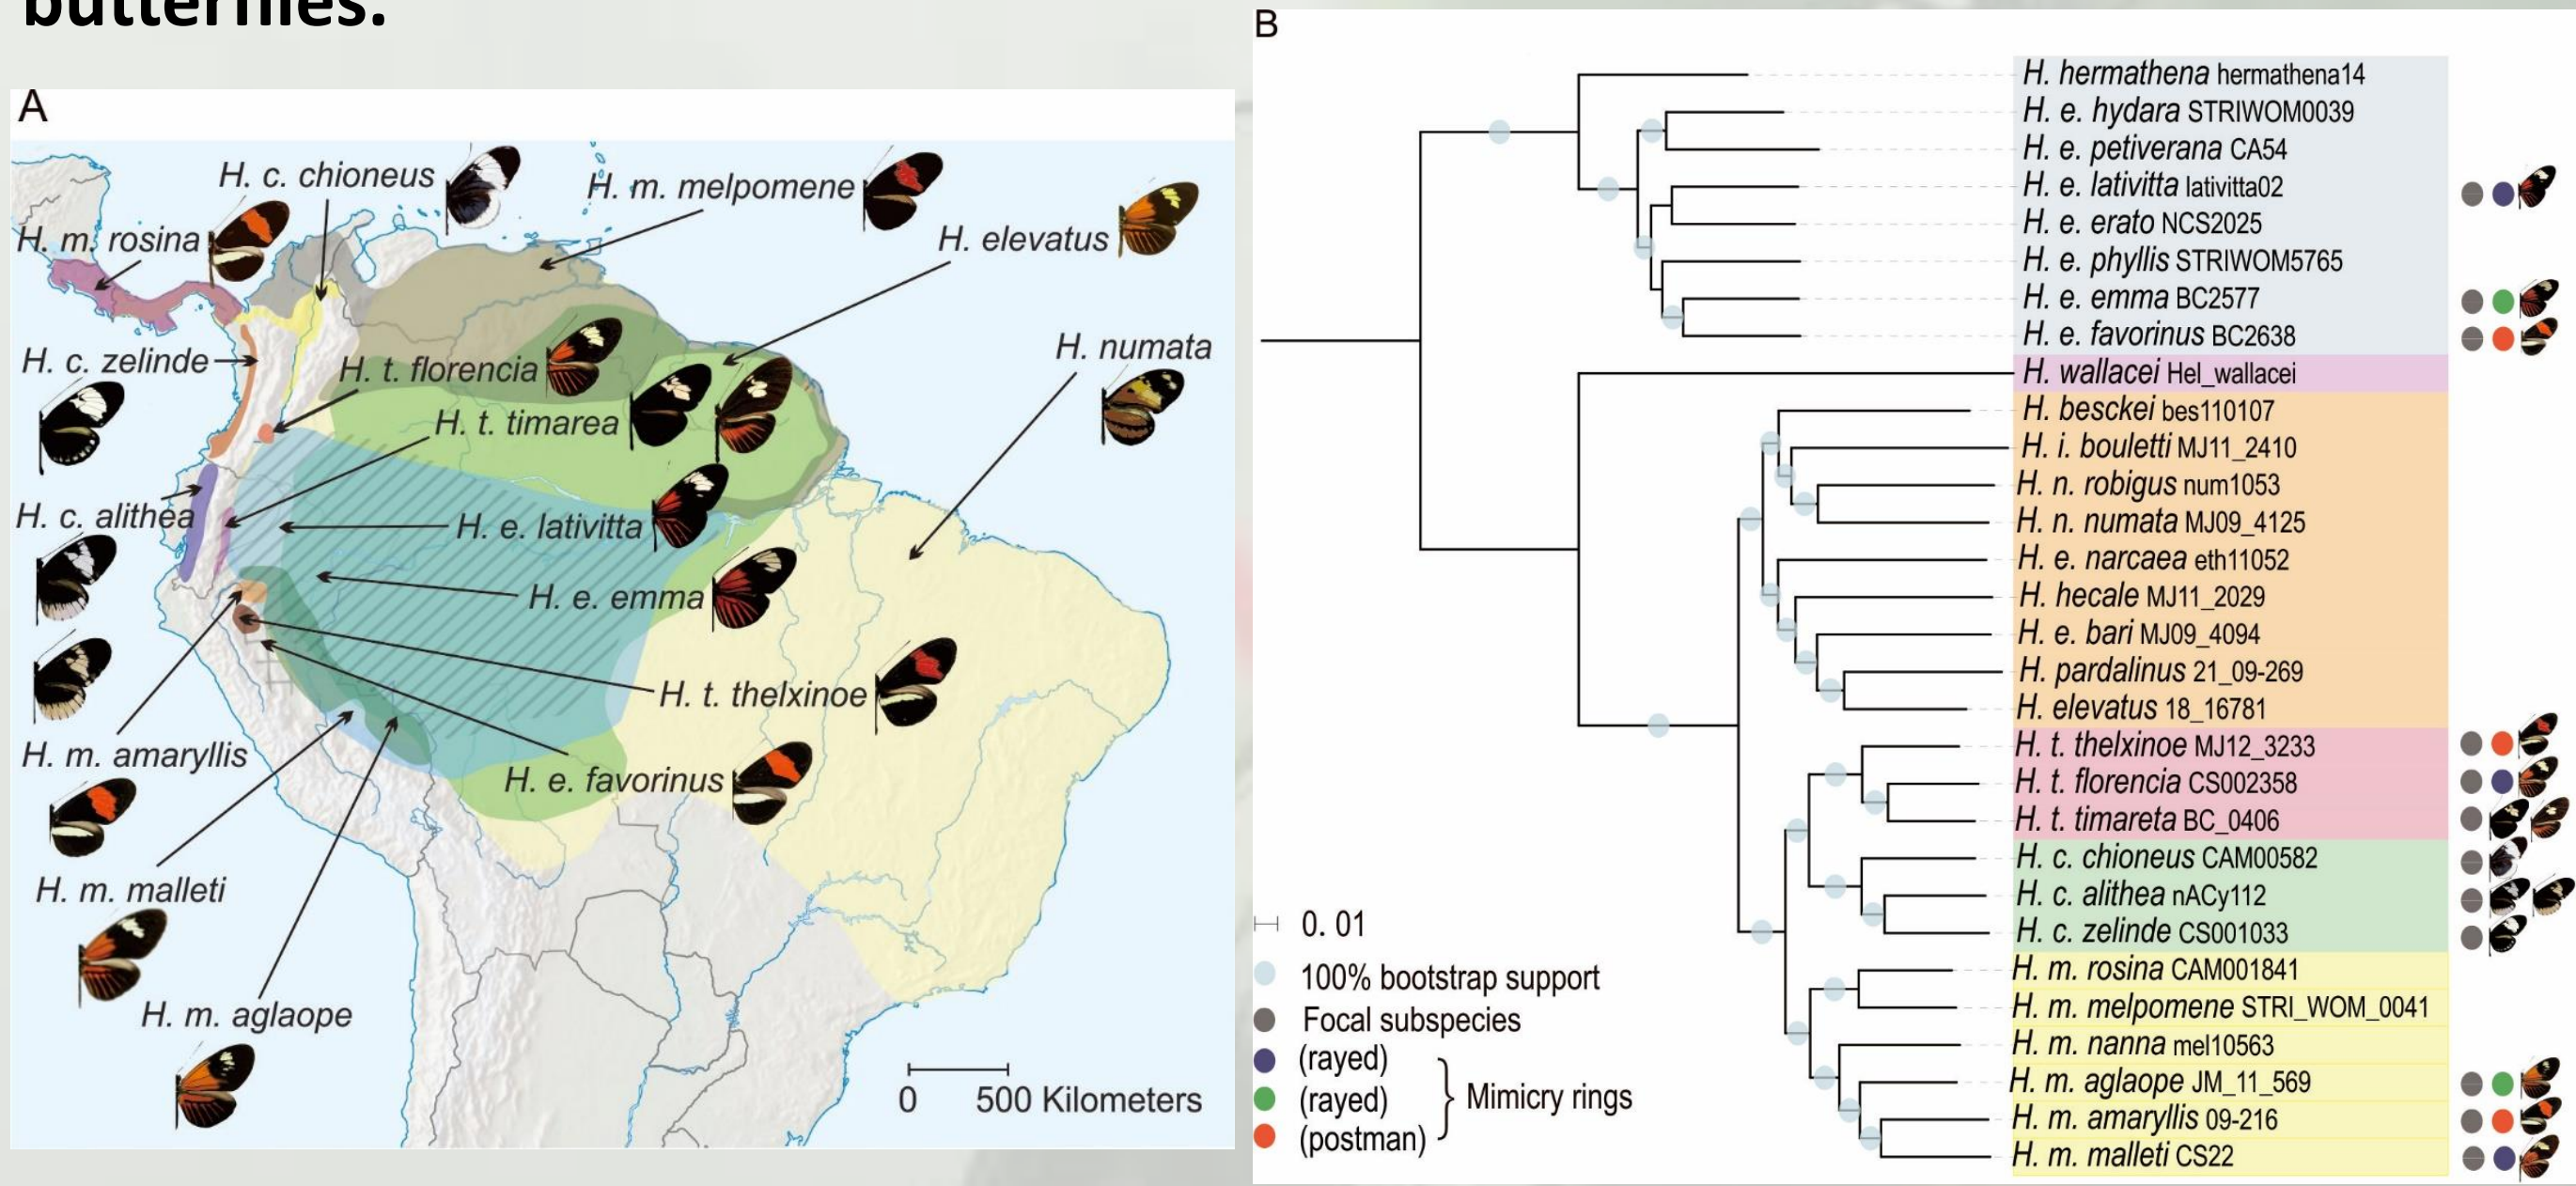 butterflies.
A
H. c. chioneus
H. m. melpomene
H. elevatus
H. m. rosina
H. numata
H. c. zelinde
H. t. florencia
H. t. timarea
H. c. alithea
H. e. lativitta
H. e. emma
H. t. thelxinoe
H. m. amaryllis
H. e. favorinus
H. m. malleti
H. m. aglaope
0 500 Kilometers
B
H. hermathena hermathena14
H. e. hydara STRIWOM0039
H. e. petiverana CA54
H. e. lativitta lativitta02
H. e. erato NCS2025
H. e. phyllis STRIWOM5765
H. e. emma BC2577
H. e. favorinus BC2638
H. wallacei Hel_wallacei
H. besckei bes110107
H. i. bouletti MJ11_2410
H. n. robigus num1053
H. n. numata MJ09_4125
H. e. narcaea eth11052
H. hecale MJ11_2029
H. e. bari MJ09_4094
H. pardalinus 21_09-269
H. elevatus 18_16781
H. t. thelxinoe MJ12_3233
H. t. florencia CS002358
H. t. timareta BC_0406
H. c. chioneus CAM00582
H. c. alithea nACy112
H. c. zelinde CS001033
H. m. rosina CAM001841
H. m. melpomene STRI_WOM_0041
H. m. nanna mel10563
H. m. aglaope JM_11_569
H. m. amaryllis 09-216
H. m. malleti CS22
0. 01
100% bootstrap support
Focal subspecies
(rayed)
(rayed)
(postman)
Mimicry rings